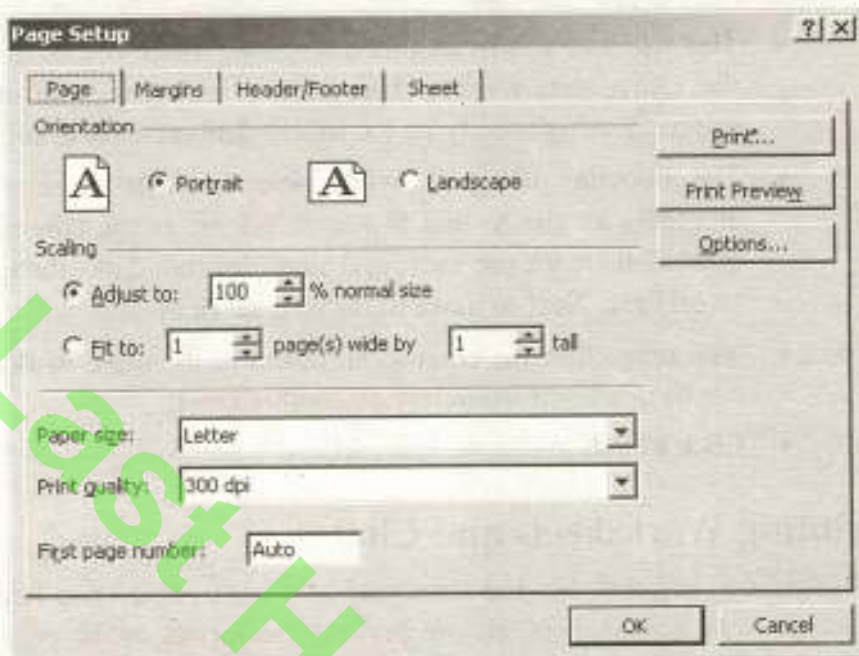 Page Setup
Page Margins Header/Footer Sheet
Orientation
Print...
A Portrait A Landscape
Print Preview
Scaling
Options...
Adjust to: 100 % normal size
Fit to: 1 page(s) wide by 1 tall
Paper size: Letter
Print quality: 300 dpi
First page number: Auto
OK Cancel
last H